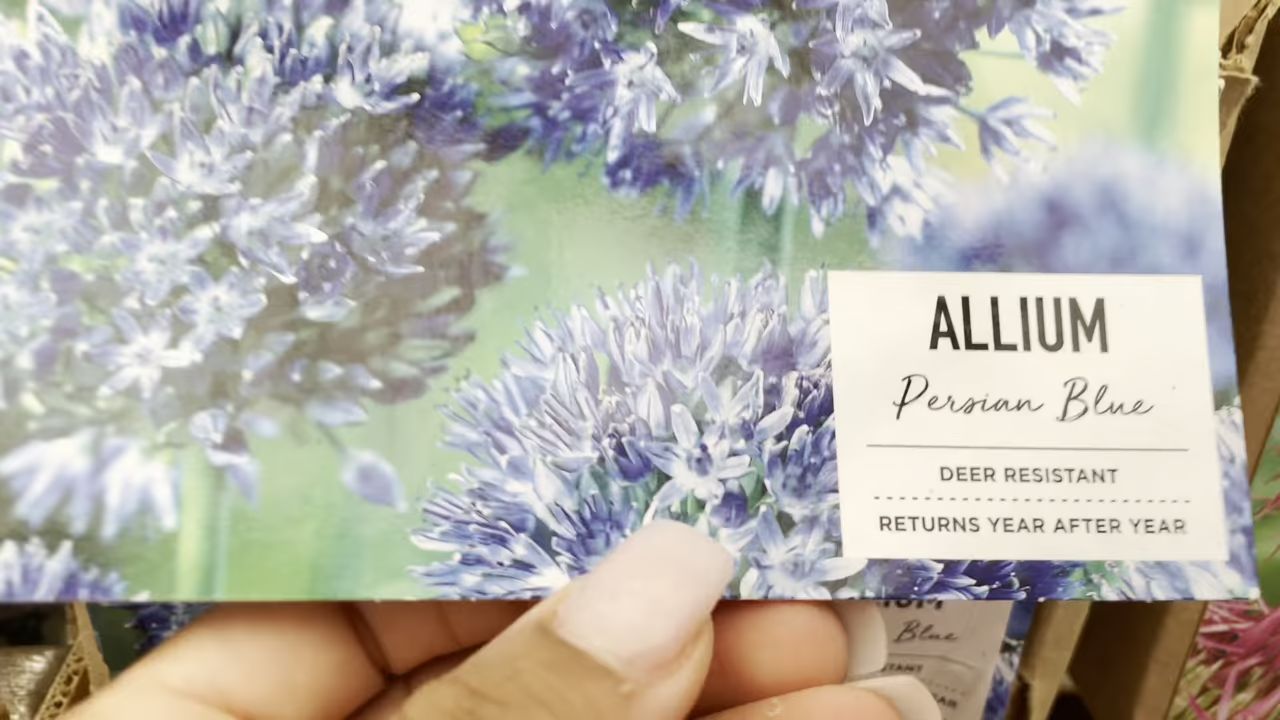 ALLIUM
Persian Blue
DEER RESISTANT
RETURNS YEAR AFTER YEAR
Blue